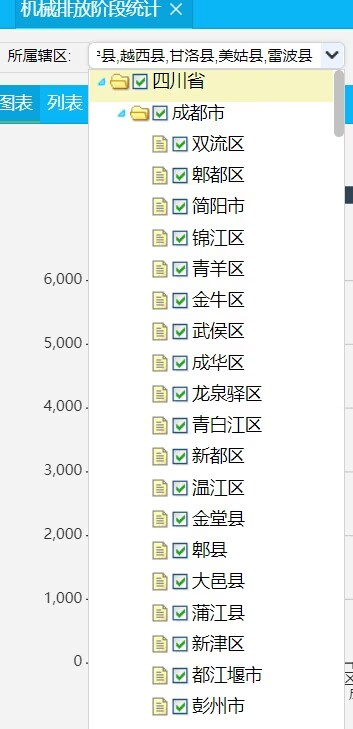 机械排放阶段统计 ×
所属辖区: 县,越西县,甘洛县,美姑县,雷波县
四川省
图表 列表
成都市
双流区
郫都区
简阳市
锦江区
青羊区
金牛区
6,000
武侯区
5,000
成华区
龙泉驿区
4,000
青白江区
新都区
3,000
温江区
金堂县
2,000
郫县
大邑县
1,000
蒲江县
新津区
0
都江堰市
彭州市